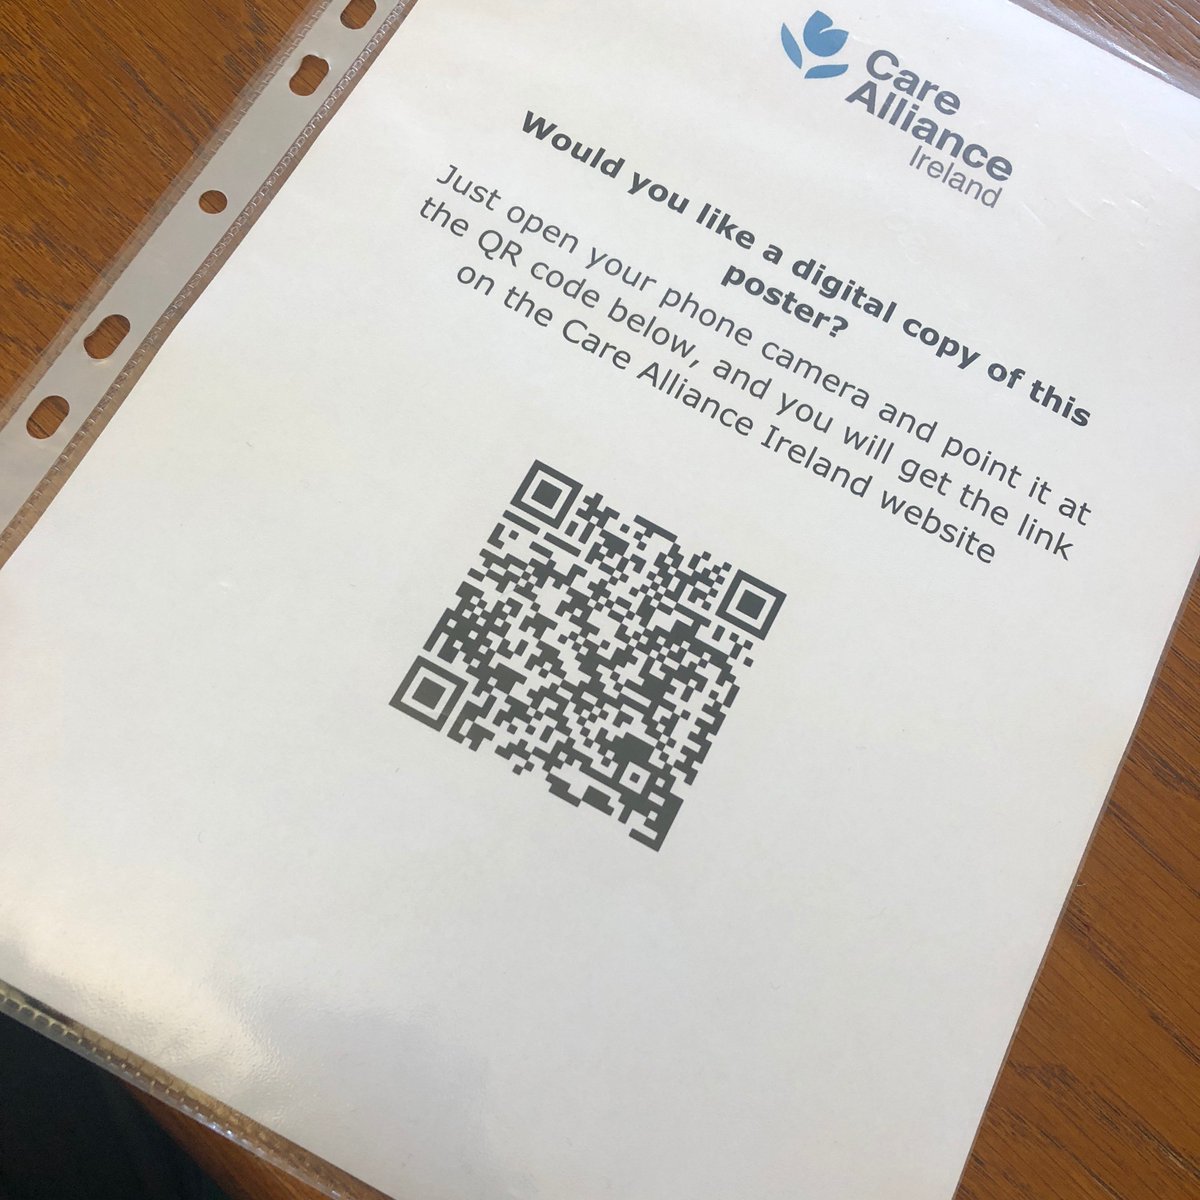 Care
Alliance
Ireland
Would you like a digital copy of this
poster?
Just open your phone camera and point it at
the QR code below, and you will get the link
on the Care Alliance Ireland website